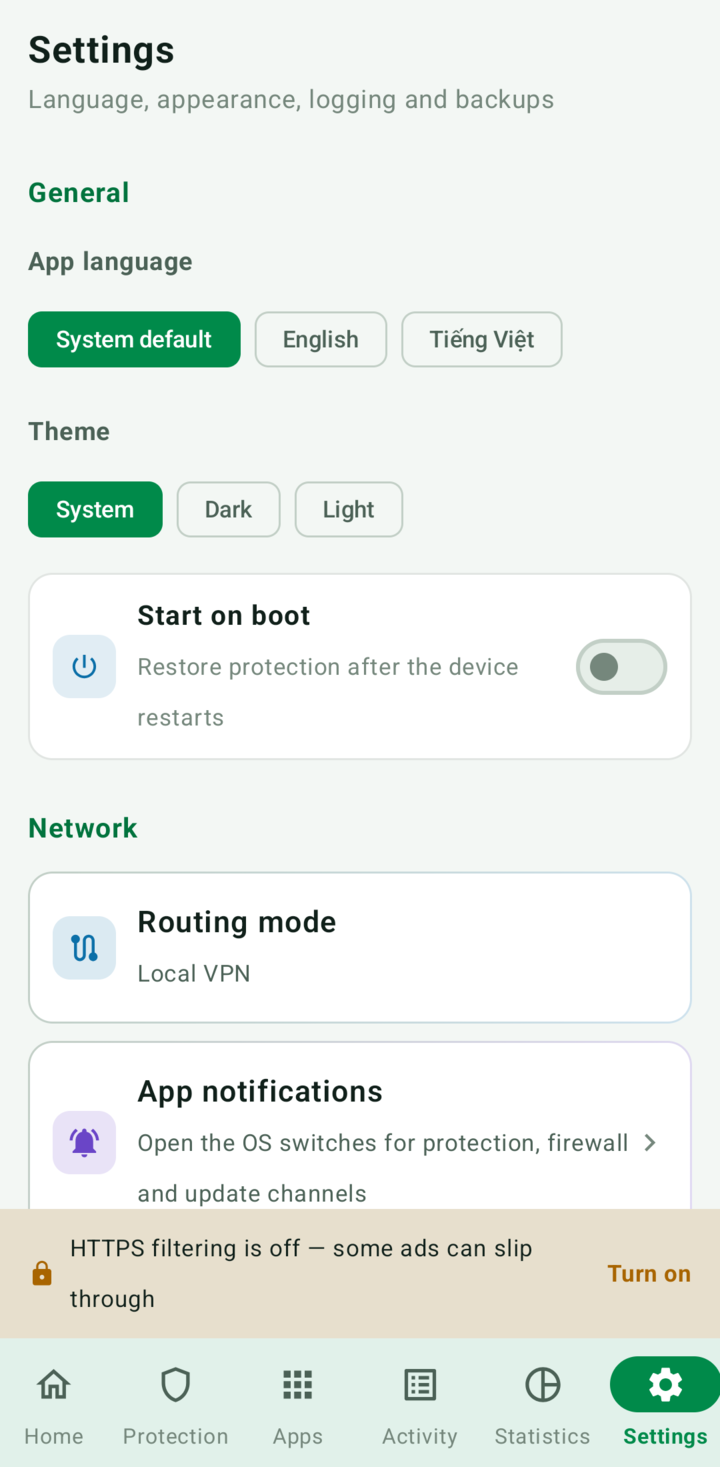 Settings
Language, appearance, logging and backups
General
App language
System default
English
Tiếng Việt
Theme
System
Dark
Light
Start on boot
Restore protection after the device
restarts
Network
Routing mode
Local VPN
App notifications
Open the OS switches for protection, firewall
and update channels
HTTPS filtering is off — some ads can slip
through
Turn on
Home
Protection
Apps
Activity
Statistics
Settings